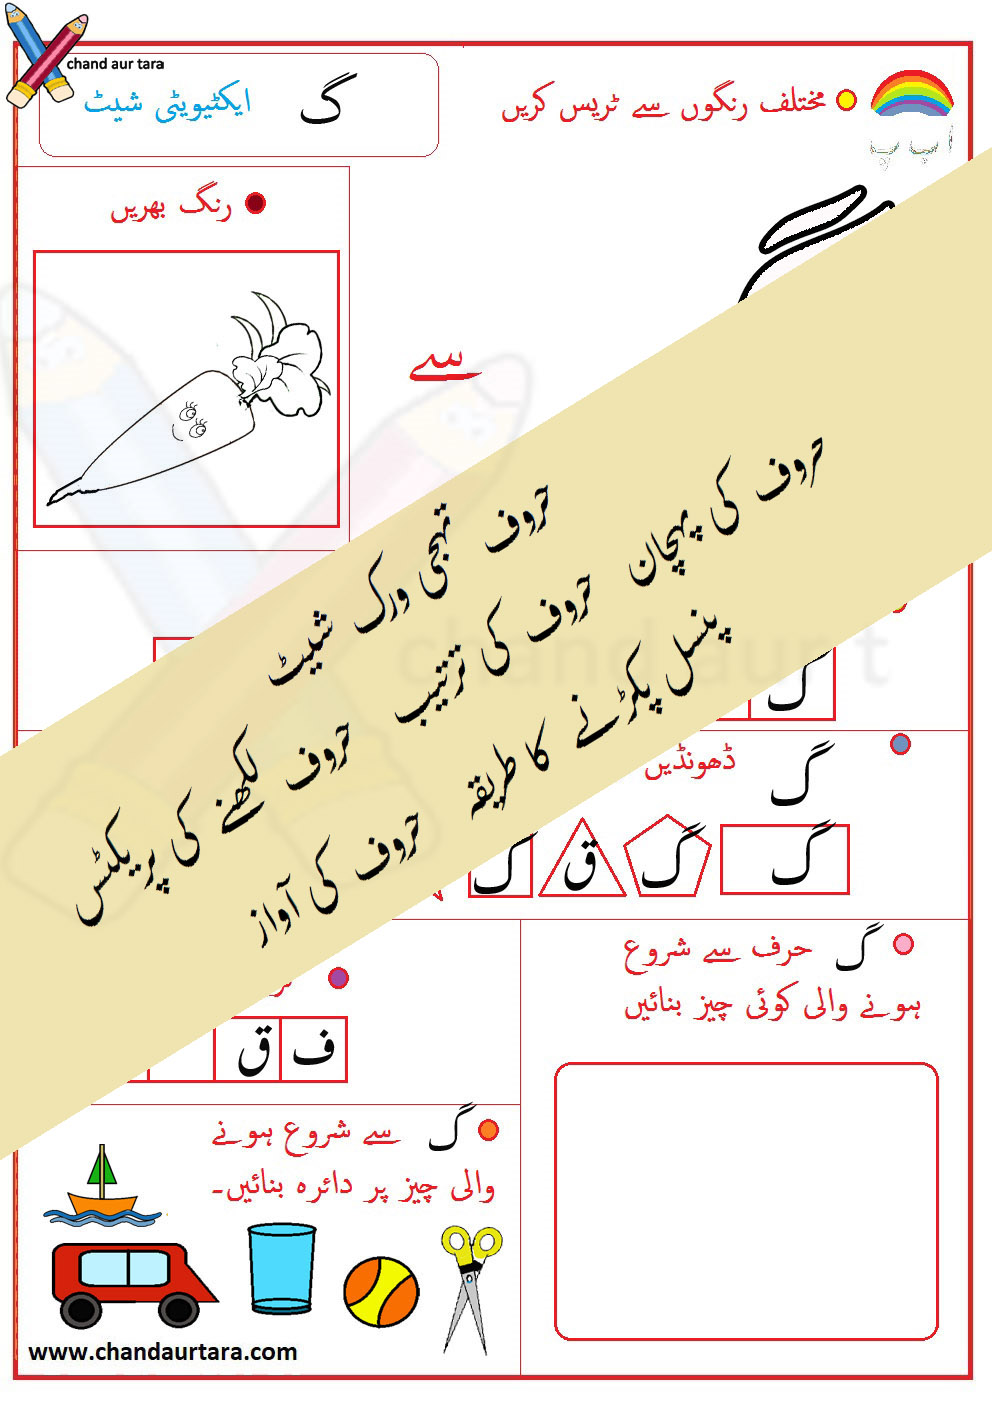 chand aur tara
گ ایکٹیویٹی شیٹ
مختلف رنگوں سے ٹریس کریں
رنگ بھریں
سے
حروف تہجی ورک شیٹ
حروف کی پہچان
حروف کی ترتیب
حروف لکھنے کی پریکٹس
پنسل پکڑنے کا طریقہ
حروف کی آواز
گ
گ ڈھونڈیں
گ گ ق گ
ف ق
گ حرف سے شروع
ہونے والی کوئی چیز بنائیں
گ سے شروع ہونے
والی چیز پر دائرہ بنائیں۔
www.chandaurtara.com